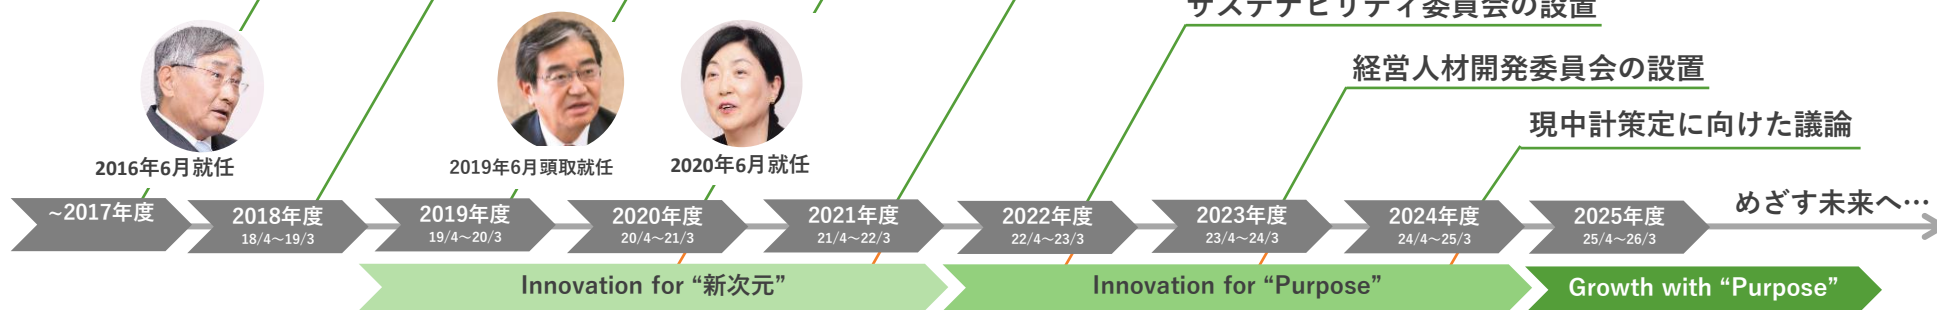 サステナビリティ委員会の設置
経営人材開発委員会の設置
現中計策定に向けた議論
2016年6月就任
2019年6月頭取就任
2020年6月就任
めざす未来へ…
~2017年度
2018年度
18/4～19/3
2019年度
19/4～20/3
2020年度
20/4～21/3
2021年度
21/4～22/3
2022年度
22/4～23/3
2023年度
23/4～24/3
2024年度
24/4～25/3
2025年度
25/4～26/3
Innovation for “新次元”
Innovation for “Purpose”
Growth with “Purpose”